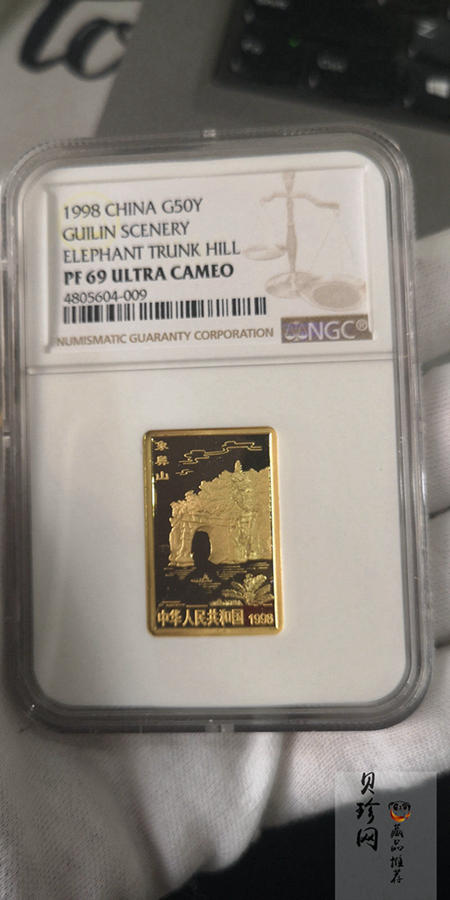 1998 CHINA G50Y
GUILIN SCENERY
ELEPHANT TRUNK HILL
PF 69 ULTRA CAMEO
4805604-009
NUMISMATIC GUARANTY CORPORATION
NGC®
象鼻山
中华人民共和国 1998
贝珍网
藏品推荐